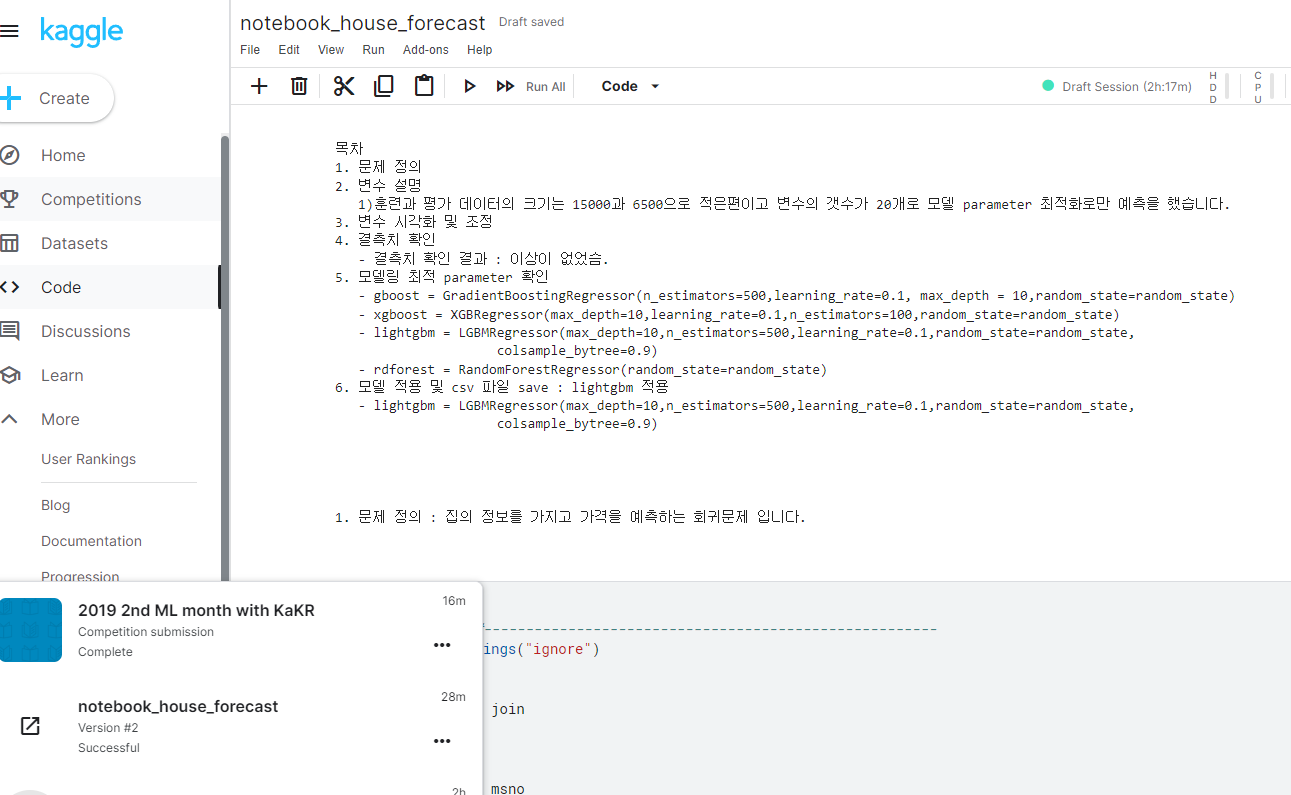 kaggle
notebook_house_forecast Draft saved
File Edit View Run Add-ons Help
Run All Code Draft Session (2h:17m) HDD CPU
Create
Home
Competitions
Datasets
Code
Discussions
Learn
More
User Rankings
Blog
Documentation
Progression
목차
1. 문제 정의
2. 변수 설명
1)훈련과 평가 데이터의 크기는 15000과 6500으로 적은편이고 변수의 갯수가 20개로 모델 parameter 최적화로만 예측을 했습니다.
3. 변수 시각화 및 조정
4. 결측치 확인
- 결측치 확인 결과 : 이상이 없었슴.
5. 모델링 최적 parameter 확인
- gboost = GradientBoostingRegressor(n_estimators=500,learning_rate=0.1, max_depth = 10,random_state=random_state)
- xgboost = XGBRegressor(max_depth=10,learning_rate=0.1,n_estimators=100,random_state=random_state)
- lightgbm = LGBMRegressor(max_depth=10,n_estimators=500,learning_rate=0.1,random_state=random_state,
colsample_bytree=0.9)
- rdforest = RandomForestRegressor(random_state=random_state)
6. 모델 적용 및 csv 파일 save : lightgbm 적용
- lightgbm = LGBMRegressor(max_depth=10,n_estimators=500,learning_rate=0.1,random_state=random_state,
colsample_bytree=0.9)
1. 문제 정의 : 집의 정보를 가지고 가격을 예측하는 회귀문제 입니다.
2019 2nd ML month with KaKR 16m
Competition submission
Complete
notebook_house_forecast 28m
Version #2
Successful
2h
ings("ignore")
join
msno